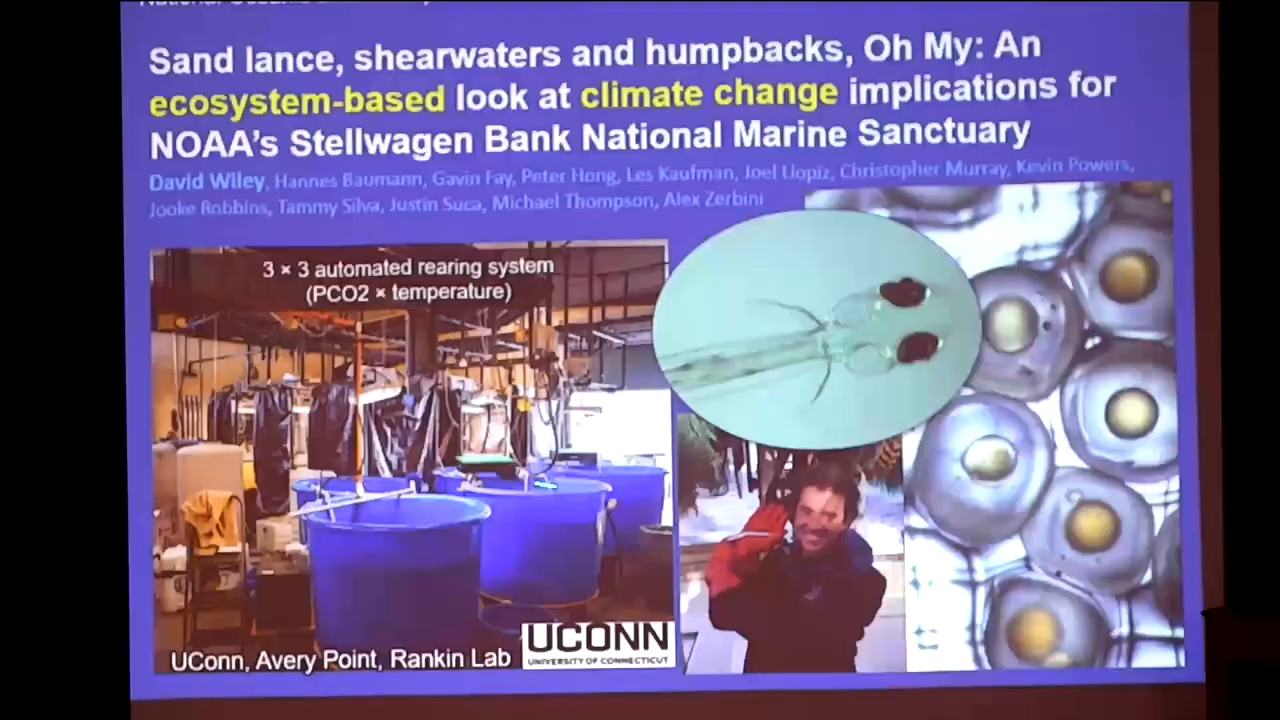 Sand lance, shearwaters and humpbacks, Oh My: An
ecosystem-based look at climate change implications for
NOAA's Stellwagen Bank National Marine Sanctuary
David Wiley, Hannes Baumann, Gavin Fay, Peter Hong, Les Kaufman, Joel Llopiz, Christopher Murray, Kevin Powers,
Jooke Robbins, Tammy Silva, Justin Suca, Michael Thompson, Alex Zerbini
3 × 3 automated rearing system
(PCO2 × temperature)
UConn, Avery Point, Rankin Lab
UCONN
UNIVERSITY OF CONNECTICUT